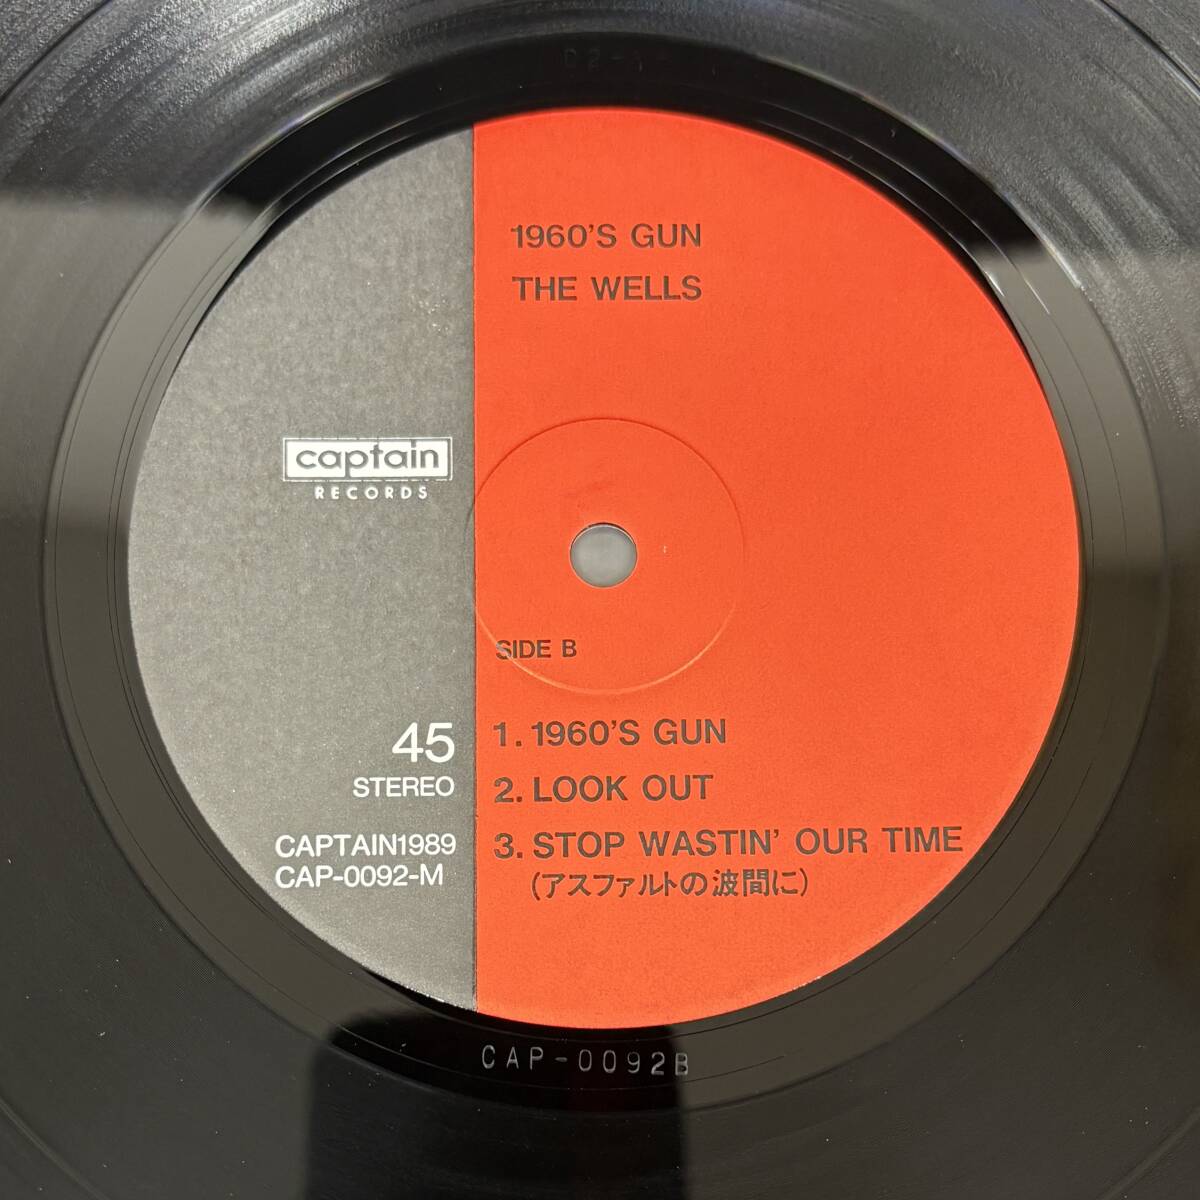 1960'S GUN
THE WELLS
captain
RECORDS
SIDE B
45
STEREO
CAPTAIN1989
CAP-0092-M
1. 1960'S GUN
2. LOOK OUT
3. STOP WASTIN' OUR TIME
(アスファルトの波間に)
CAP-0092B